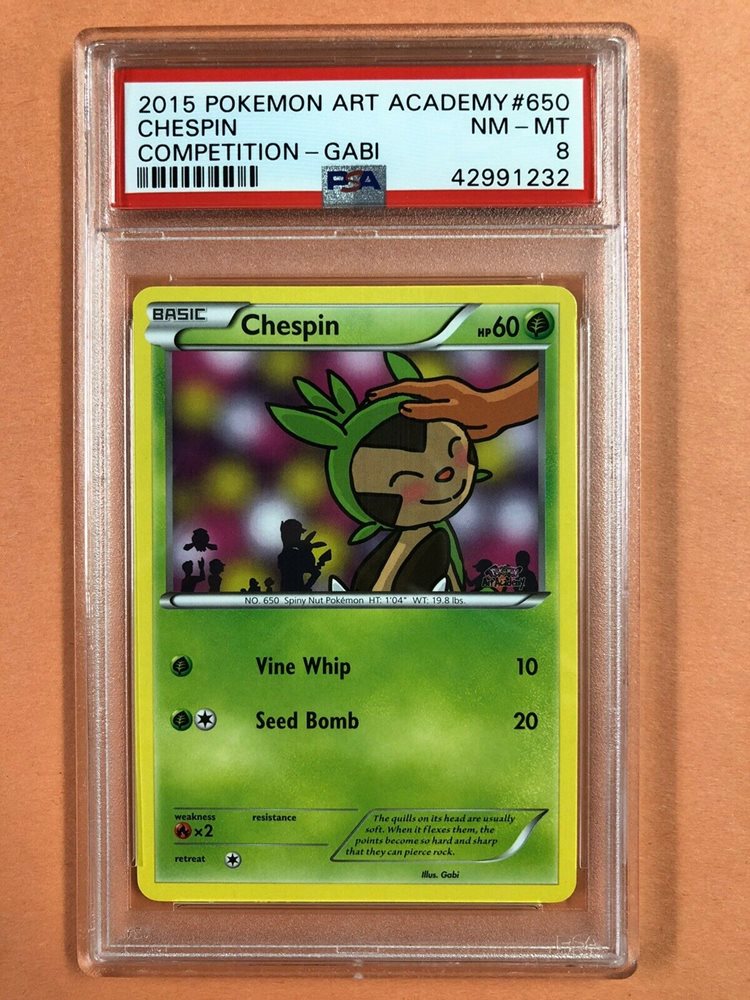 2015 POKEMON ART ACADEMY #650
CHESPIN NM - MT
COMPETITION - GABI 8
PSA 42991232
BASIC Chespin HP60
Pokémon
Art Academy
NO. 650 Spiny Nut Pokémon HT: 1'04" WT: 19.8 lbs.
Vine Whip 10
Seed Bomb 20
weakness resistance
×2
retreat
The quills on its head are usually
soft. When it flexes them, the
points become so hard and sharp
that they can pierce rock.
Illus. Gabi